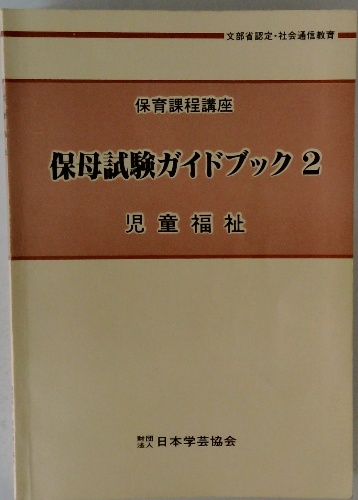 文部省認定・社会通信教育
保育課程講座
保母試験ガイドブック 2
児童福祉
財団法人 日本学芸協会